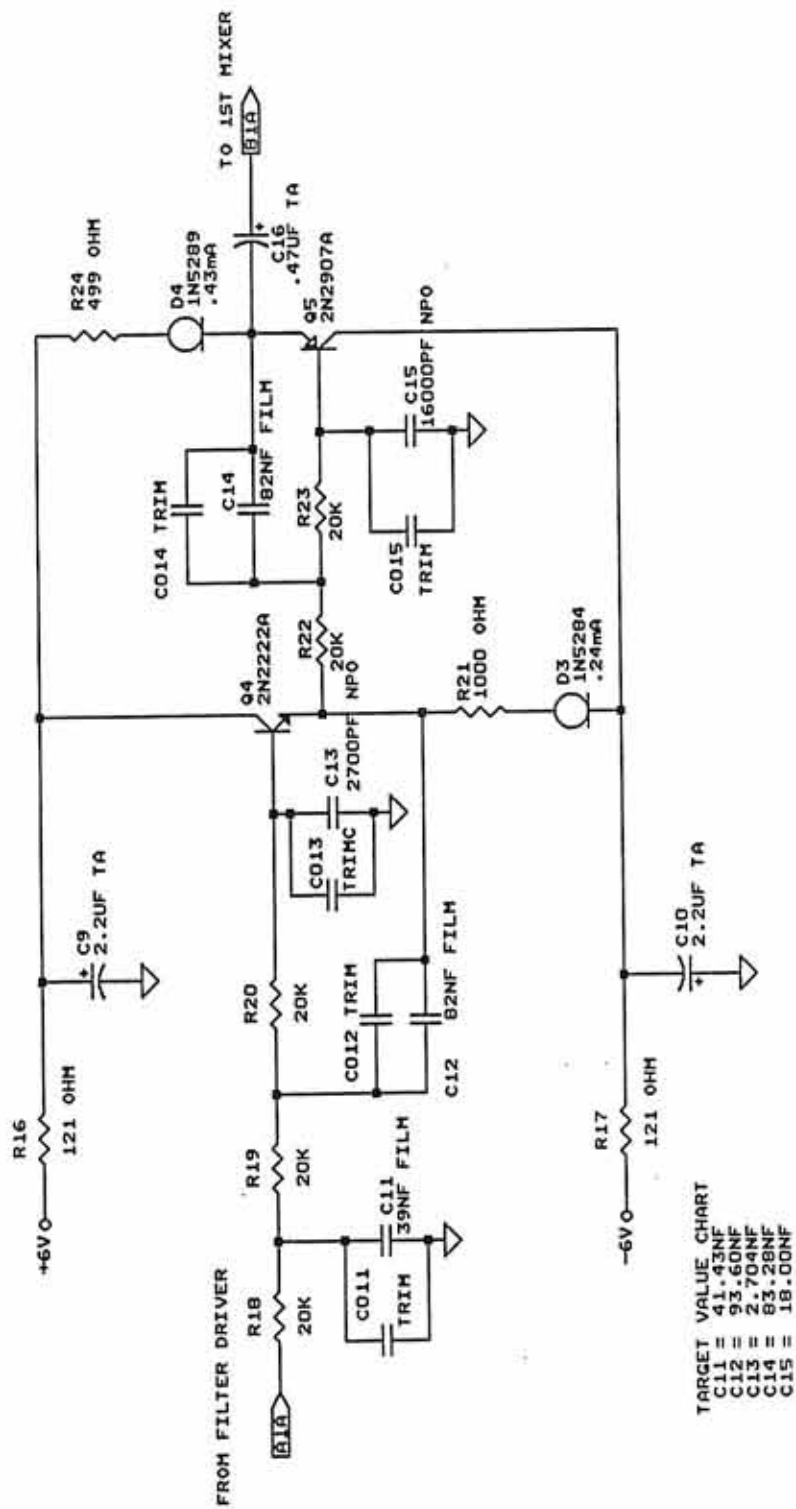 TO 1ST MIXER
B1A
R24
499 OHM
D4
1N5289
.43mA
C16
.47UF TA
+
Q5
2N2907A
CO14 TRIM
C14
82NF FILM
R23
20K
C15
16000PF NPO
CO15
TRIM
R22
20K
Q4
2N2222A
R21
1000 OHM
D3
1N5284
.24mA
C13
2700PF NPO
CO13
TRIMC
C9
2.2UF TA
+
R20
20K
CO12 TRIM
82NF FILM
C12
C10
2.2UF TA
+
R16
121 OHM
+6V
R19
20K
R17
121 OHM
-6V
FROM FILTER DRIVER
A1A
R18
20K
C11
39NF FILM
CO11
TRIM
TARGET VALUE CHART
C11 = 41.43NF
C12 = 93.60NF
C13 = 2.704NF
C14 = 83.28NF
C15 = 18.00NF